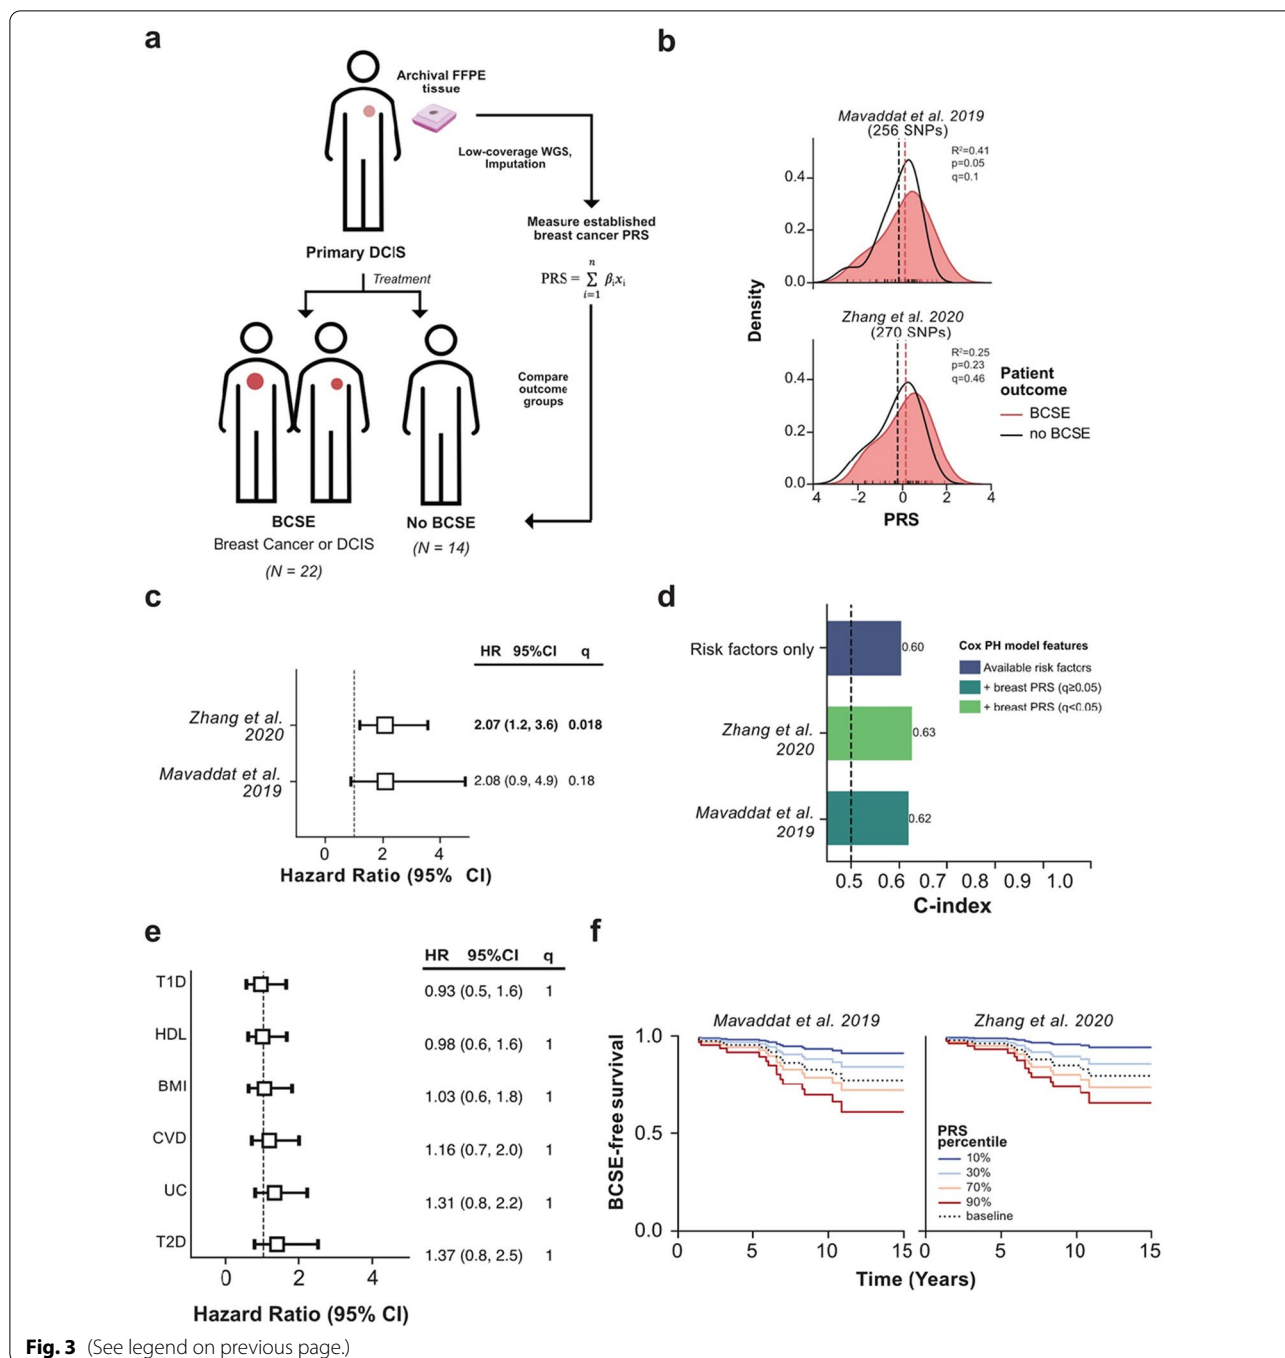 a
Archival FFPE
tissue
Low-coverage WGS,
Imputation
Primary DCIS
Treatment
Measure established
breast cancer PRS
PRS = n ∑ i=1 βixi
Compare
outcome
groups
BCSE
Breast Cancer or DCIS
(N = 22)
No BCSE
(N = 14)
b
Mavaddat et al. 2019
(256 SNPs)
R²=0.41
p=0.05
q=0.1
0.4
0.2
0.0
Density
Zhang et al. 2020
(270 SNPs)
R²=0.25
p=0.23
q=0.46
0.4
0.2
0.0
4 −2 0 2 4
PRS
Patient
outcome
BCSE
no BCSE
c
HR 95%CI q
Zhang et al.
2020
2.07 (1.2, 3.6) 0.018
Mavaddat et al.
2019
2.08 (0.9, 4.9) 0.18
0 2 4
Hazard Ratio (95% CI)
d
Risk factors only
0.60
Zhang et al.
2020
0.63
Mavaddat et al.
2019
0.62
0.5 0.6 0.7 0.8 0.9 1.0
C-index
Cox PH model features
Available risk factors
+ breast PRS (q≥0.05)
+ breast PRS (q<0.05)
e
HR 95%CI q
T1D 0.93 (0.5, 1.6) 1
HDL 0.98 (0.6, 1.6) 1
BMI 1.03 (0.6, 1.8) 1
CVD 1.16 (0.7, 2.0) 1
UC 1.31 (0.8, 2.2) 1
T2D 1.37 (0.8, 2.5) 1
0 2 4
Hazard Ratio (95% CI)
f
Mavaddat et al. 2019
Zhang et al. 2020
1.0
0.5
0.0
BCSE-free survival
PRS
percentile
10%
30%
70%
90%
baseline
0 5 10 15
0 5 10 15
Time (Years)
Fig. 3 (See legend on previous page.)